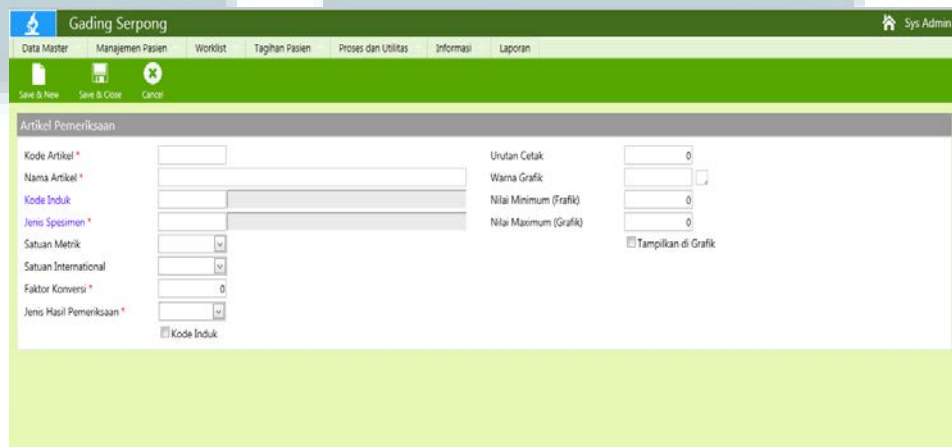 Gading Serpong Sys Admin
Data Master Manajemen Pasien Worklist Tagihan Pasien Proses dan Utilitas Informasi Laporan
Save & New Save & Close Cancel
Artikel Pemeriksaan
Kode Artikel *
Nama Artikel *
Kode Induk
Jenis Spesimen *
Satuan Metrik
Satuan International
Faktor Konversi * 0
Jenis Hasil Pemeriksaan *
Kode Induk
Urutan Cetak 0
Warna Grafik
Nilai Minimum (Frafik) 0
Nilai Maximum (Grafik) 0
Tampilkan di Grafik